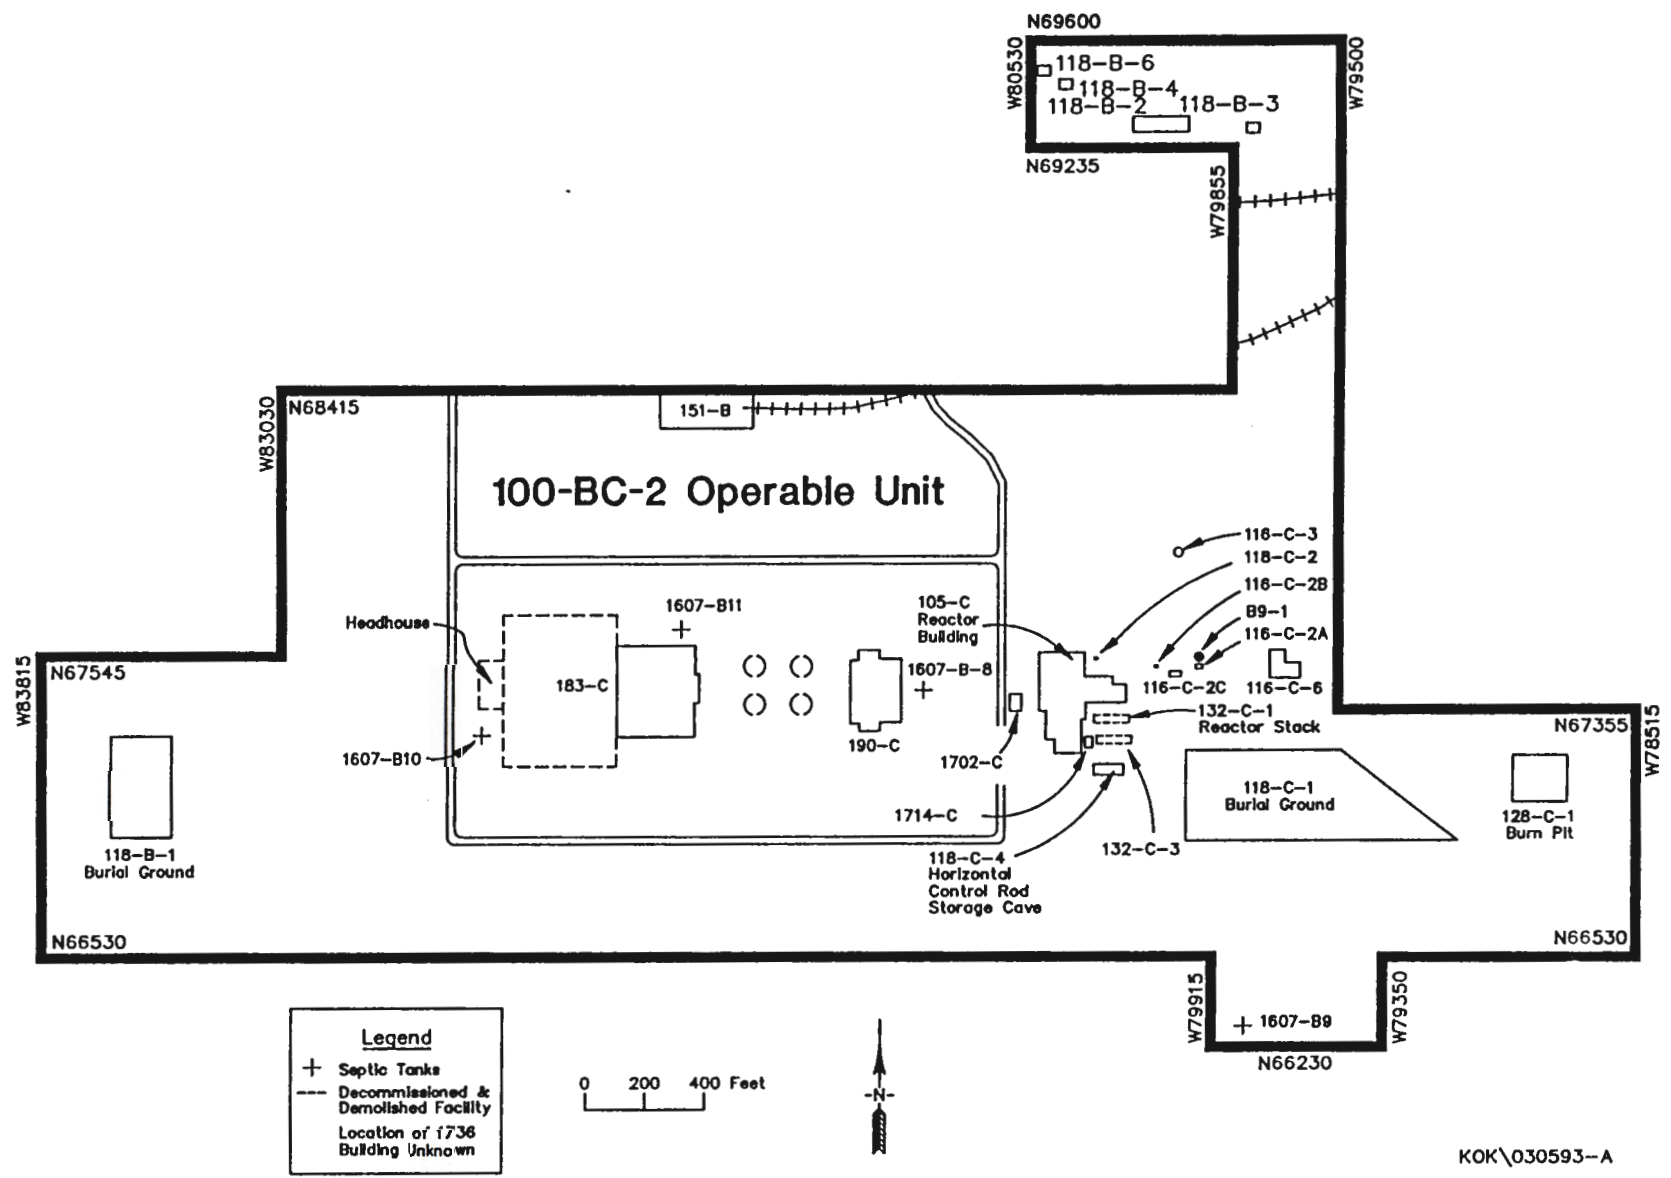 N69600
W80530
W79500
118-B-6
118-B-4
118-B-2
118-B-3
N69235
W79855
N68415
W83030
151-B
100-BC-2 Operable Unit
116-C-3
118-C-2
116-C-2B
B9-1
116-C-2A
1607-B11
105-C
Reactor
Building
Headhouse
183-C
1607-B-8
N67545
W83815
116-C-2C
116-C-6
132-C-1
Reactor Stack
N67355
W78515
1607-B10
190-C
1702-C
118-C-1
Burial Ground
1714-C
128-C-1
Burn Pit
118-B-1
Burial Ground
118-C-4
Horizontal
Control Rod
Storage Cave
132-C-3
N66530
N66530
W79915
W79350
1607-B9
N66230
Legend
Septic Tanks
Decommissioned &
Demolished Facility
Location of 1736
Building Unknown
0 200 400 Feet
-N-
KOK\030593-A